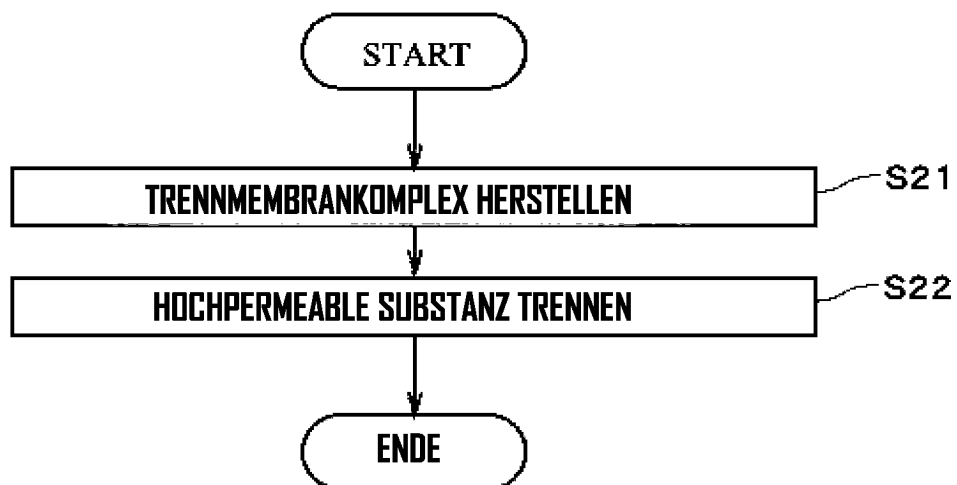 START
TRENNMEMBRANKOMPLEX HERSTELLEN
S21
HOCHPERMEABLE SUBSTANZ TRENNEN
S22
ENDE